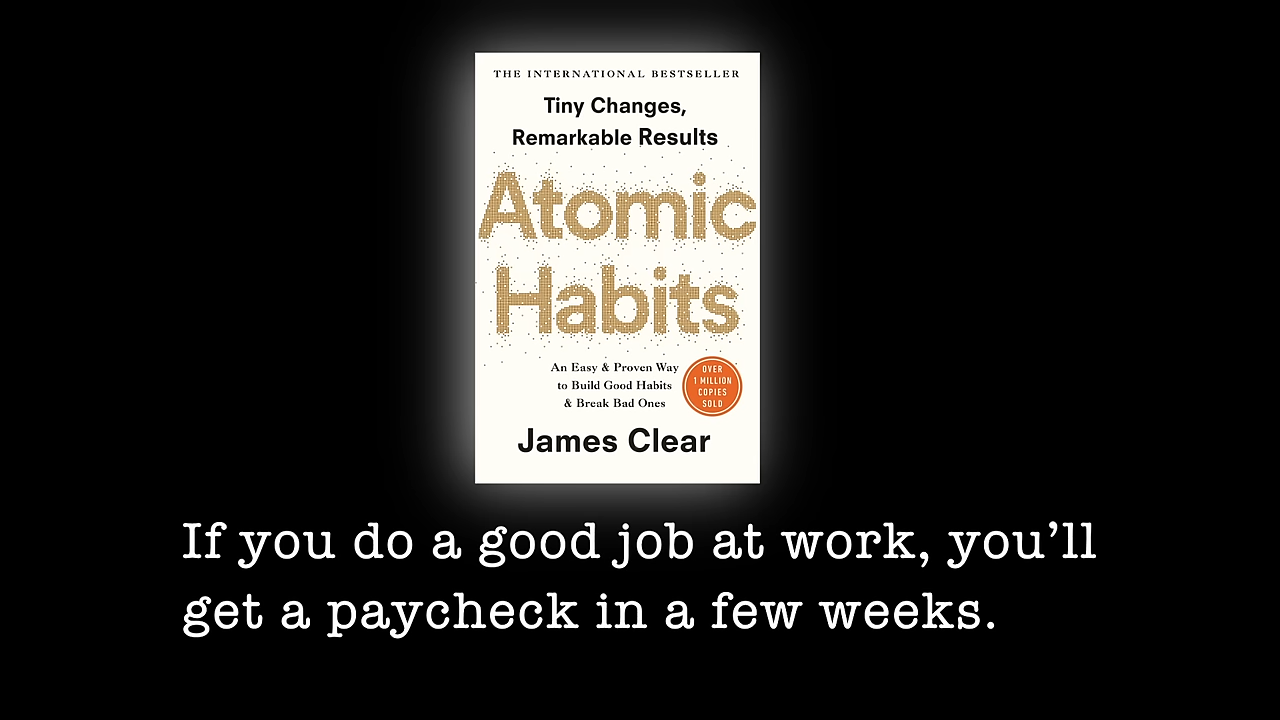 THE INTERNATIONAL BESTSELLER
Tiny Changes,
Remarkable Results
Atomic
Habits
An Easy & Proven Way
to Build Good Habits
& Break Bad Ones
OVER
1 MILLION
COPIES
SOLD
James Clear
If you do a good job at work, you’ll
get a paycheck in a few weeks.